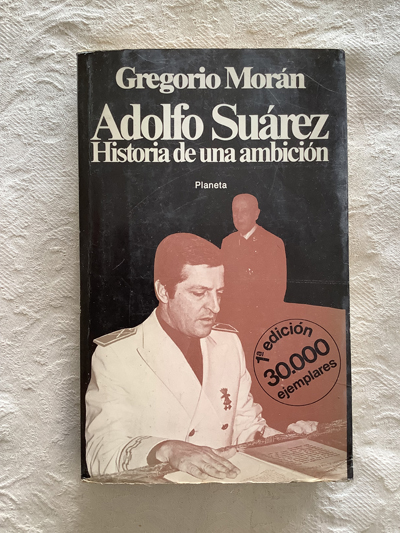 Gregorio Morán
Adolfo Suárez
Historia de una ambición
Planeta
1ª edición
30.000
ejemplares